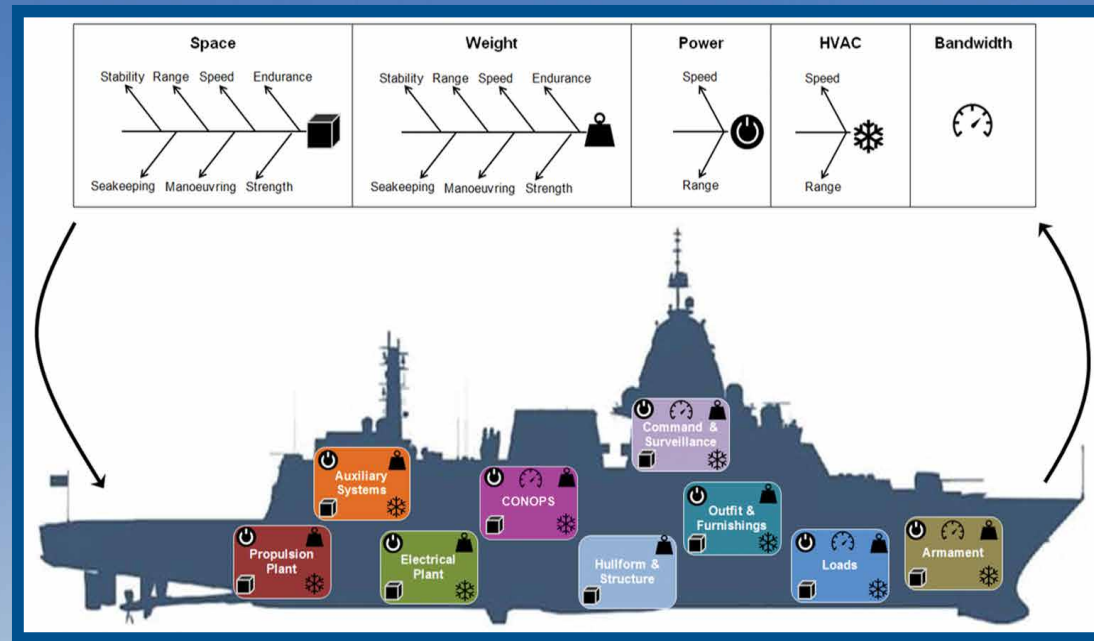 Space
Stability Range Speed Endurance
Seakeeping Manoeuvring Strength
Weight
Stability Range Speed Endurance
Seakeeping Manoeuvring Strength
Power
Speed
Range
HVAC
Speed
Range
Bandwidth
Command &
Surveillance
Auxiliary
Systems
CONOPS
Outfit &
Furnishings
Propulsion
Plant
Electrical
Plant
Hullform &
Structure
Loads
Armament